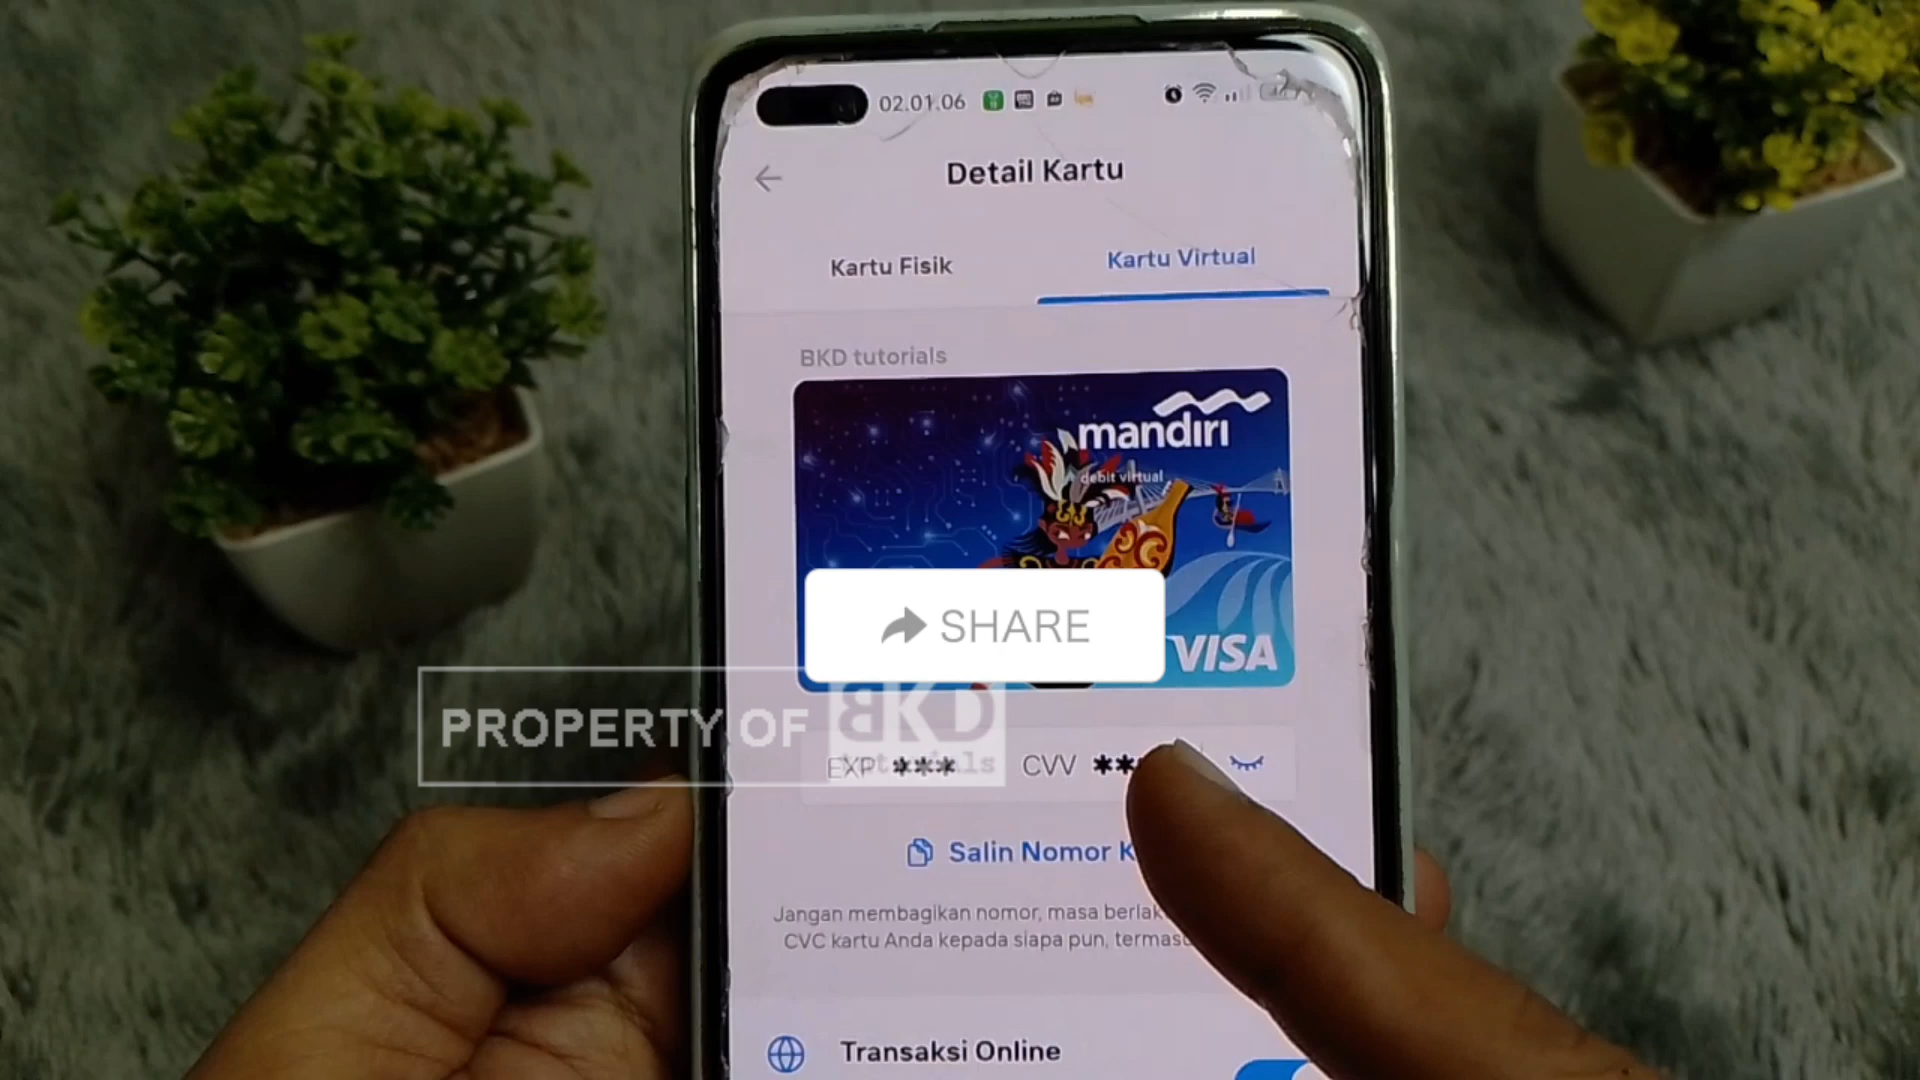 02.01.06
Detail Kartu
Kartu Fisik
Kartu Virtual
BKD tutorials
mandiri
debit virtual
SHARE
VISA
PROPERTY OF BKD
tutorials
EXP ***
CVV **
Salin Nomor K
Jangan membagikan nomor, masa berlak
CVC kartu Anda kepada siapa pun, termasu
Transaksi Online